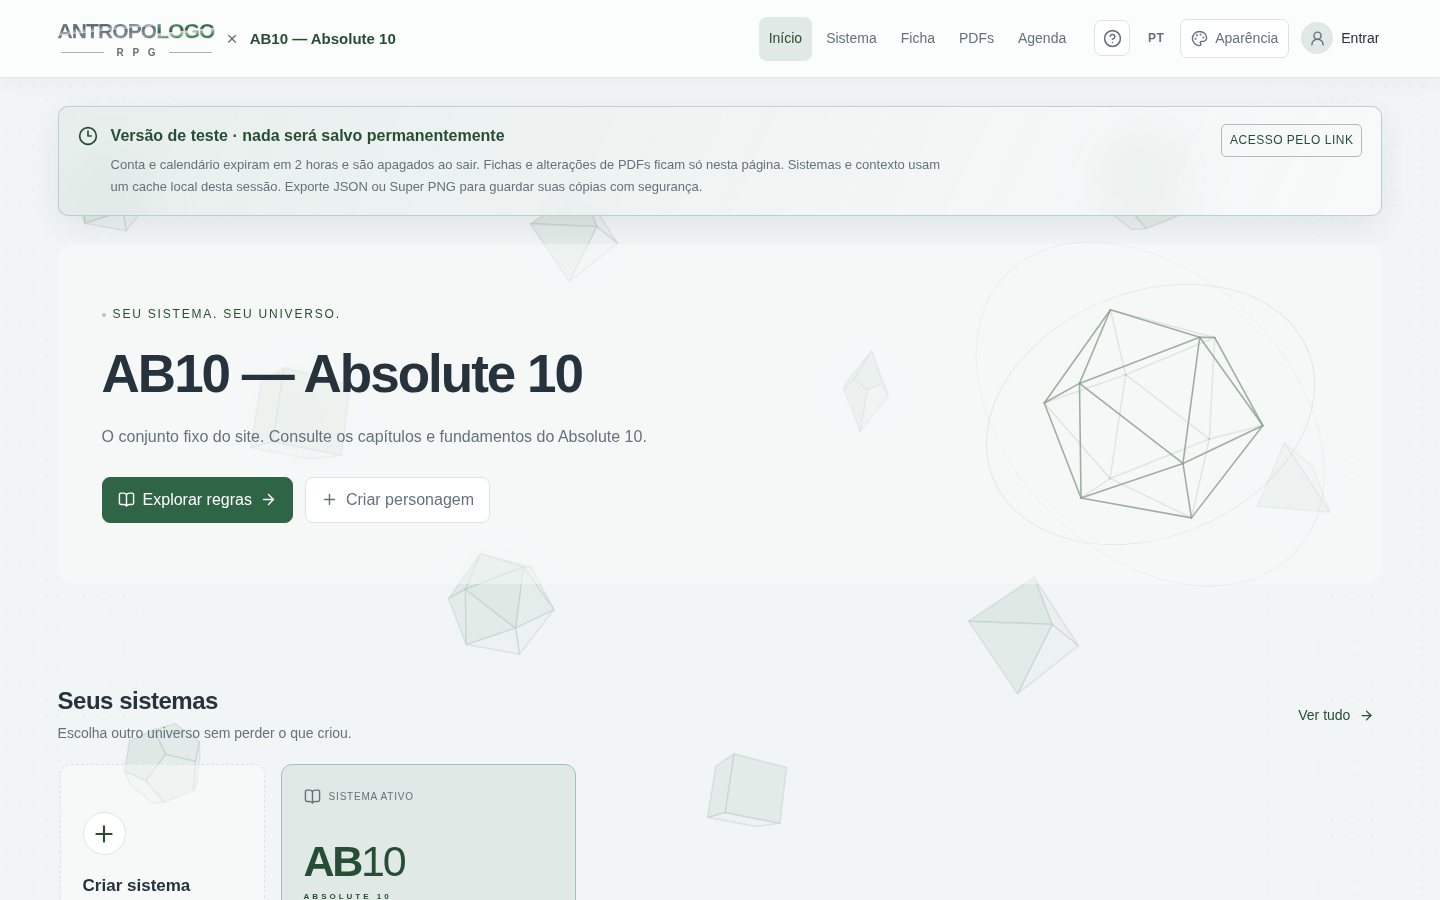 ANTROPOLOGO
RPG
× AB10 — Absolute 10
Início Sistema Ficha PDFs Agenda PT Aparência Entrar
Versão de teste · nada será salvo permanentemente
ACESSO PELO LINK
Conta e calendário expiram em 2 horas e são apagados ao sair. Fichas e alterações de PDFs ficam só nesta página. Sistemas e contexto usam
um cache local desta sessão. Exporte JSON ou Super PNG para guardar suas cópias com segurança.
SEU SISTEMA. SEU UNIVERSO.
AB10 — Absolute 10
O conjunto fixo do site. Consulte os capítulos e fundamentos do Absolute 10.
Explorar regras
Criar personagem
Seus sistemas
Ver tudo
Escolha outro universo sem perder o que criou.
Criar sistema
SISTEMA ATIVO
AB10
ABSOLUTE 10